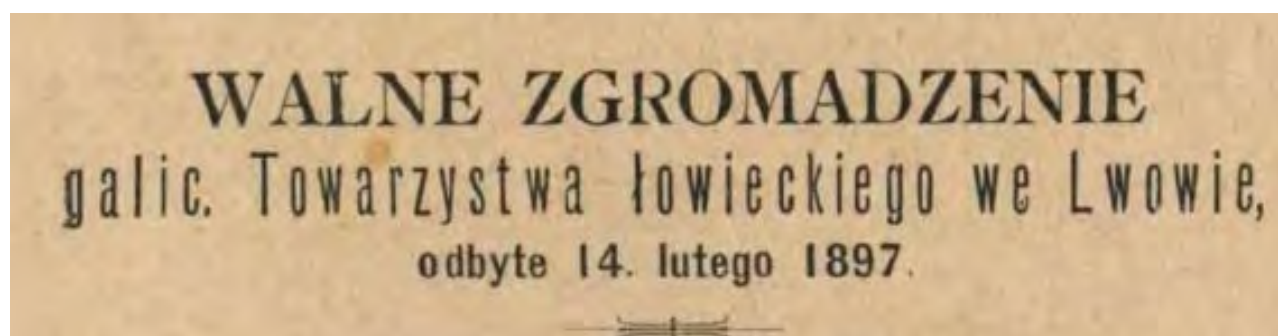 WALNE ZGROMADZENIE
galic. Towarzystwa łowieckiego we Lwowie,
odbyte 14. lutego 1897.